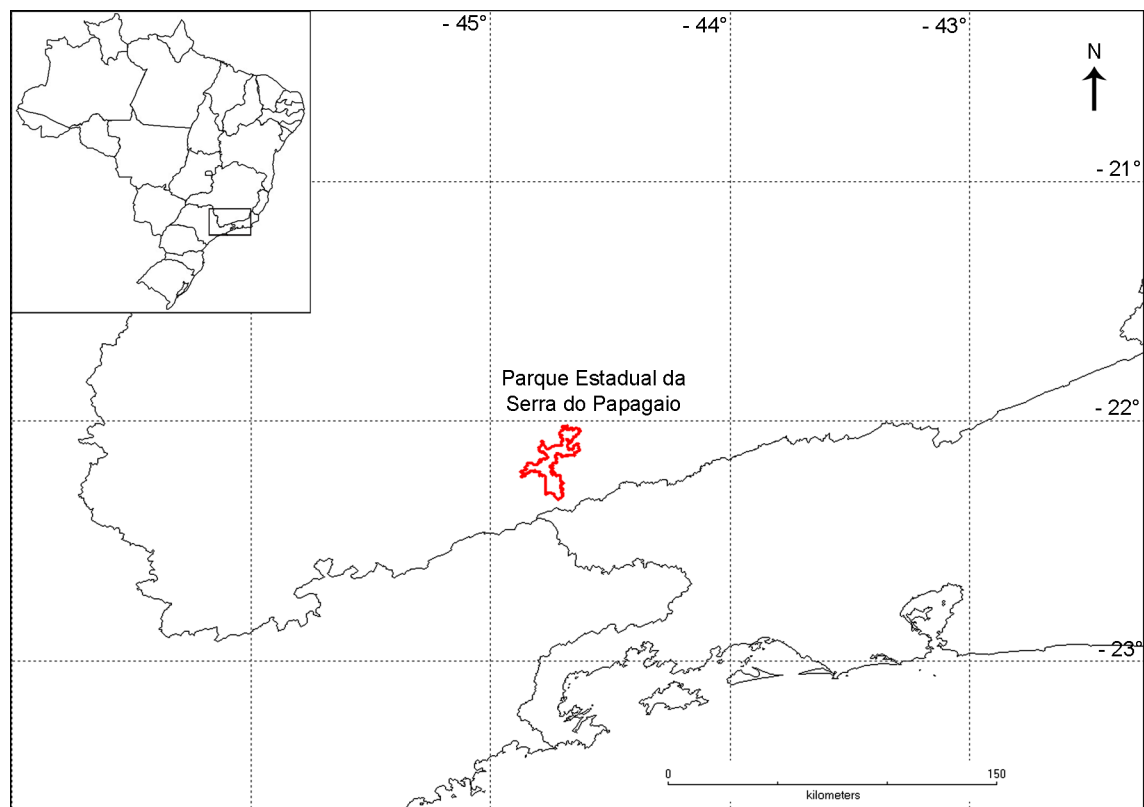 - 45°
- 44°
- 43°
N
- 21°
Parque Estadual da
Serra do Papagaio
- 22°
- 23°
0
150
kilometers